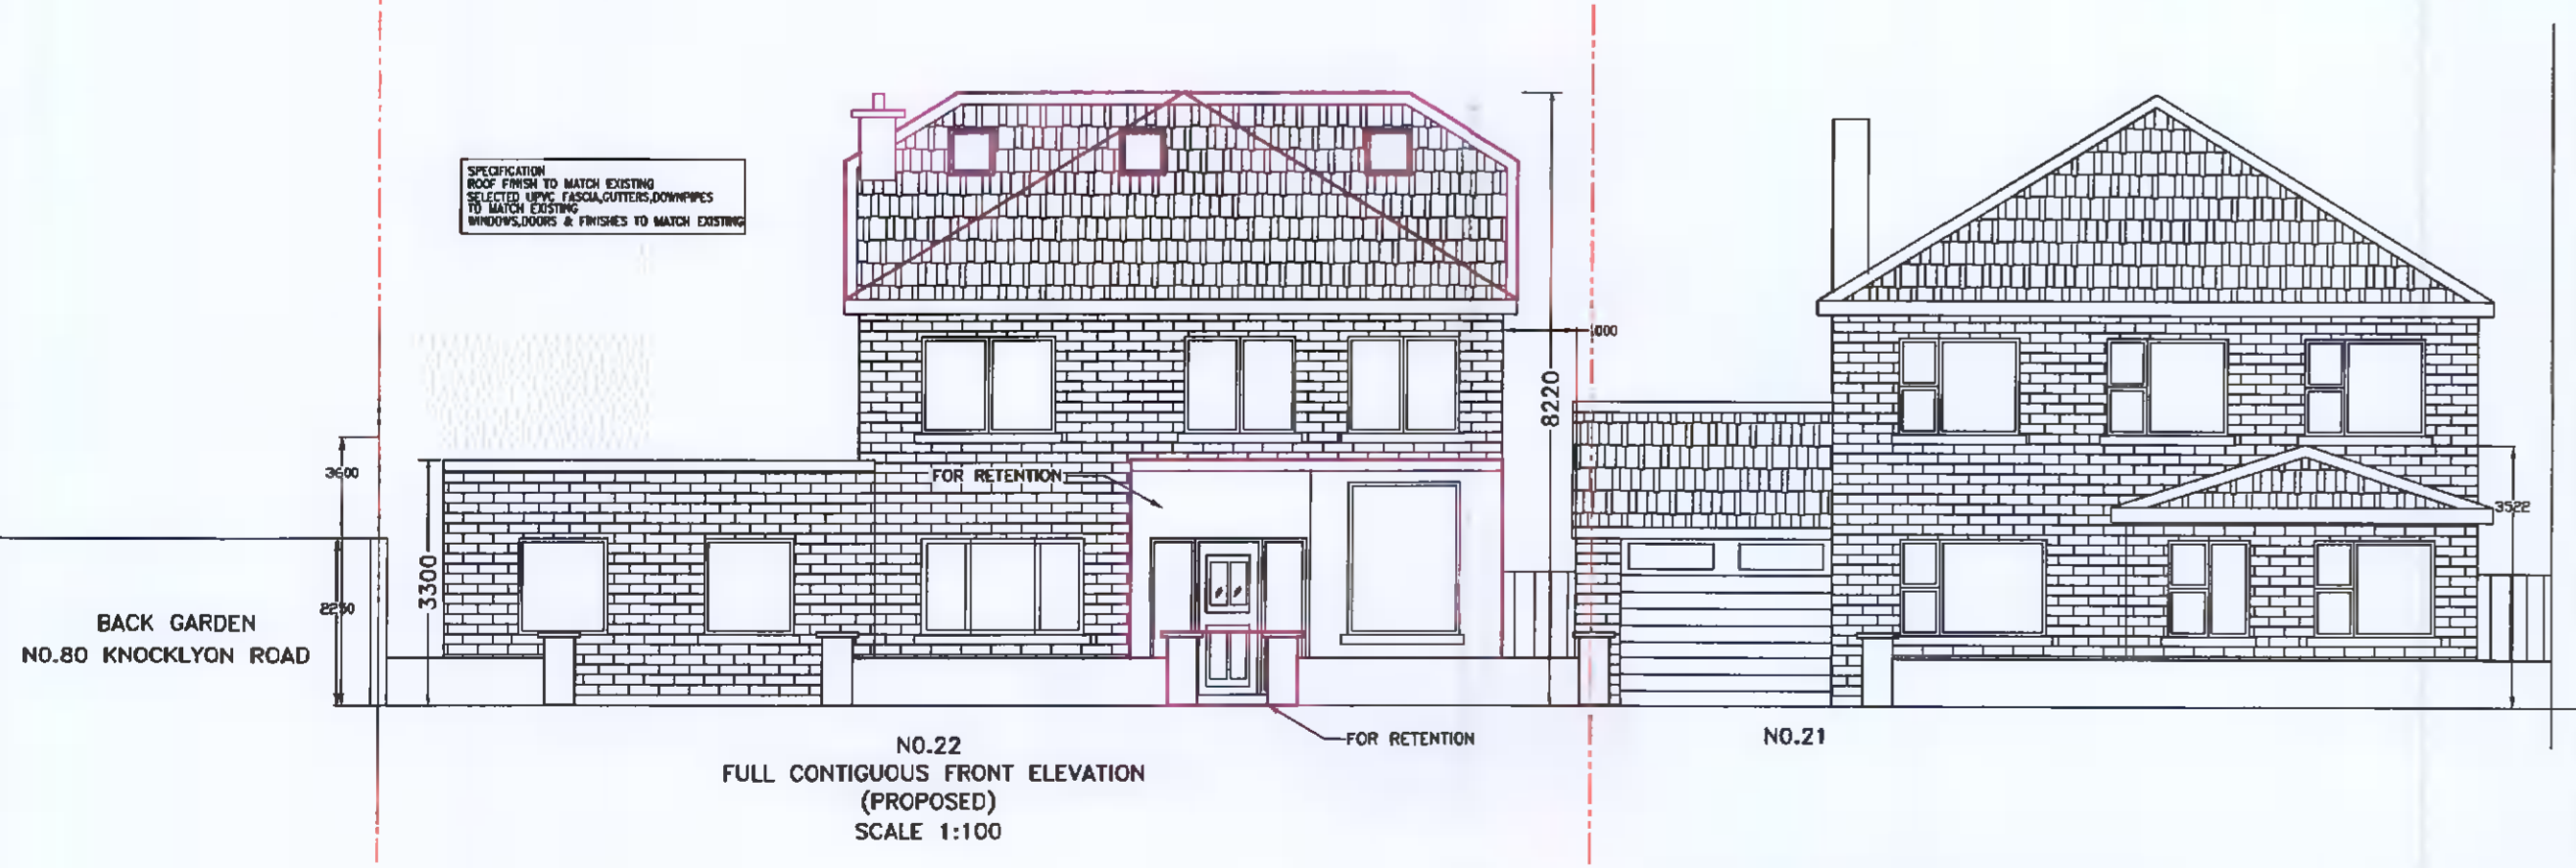 SPECIFICATION
ROOF FINISH TO MATCH EXISTING
SELECTED UPVC FASCIA,GUTTERS,DOWNPIPES
TO MATCH EXISTING
WINDOWS,DOORS & FINISHES TO MATCH EXISTING
8220
3600
FOR RETENTION
3522
3300
2250
BACK GARDEN
NO.80 KNOCKLYON ROAD
FOR RETENTION
NO.21
NO.22
FULL CONTIGUOUS FRONT ELEVATION
(PROPOSED)
SCALE 1:100